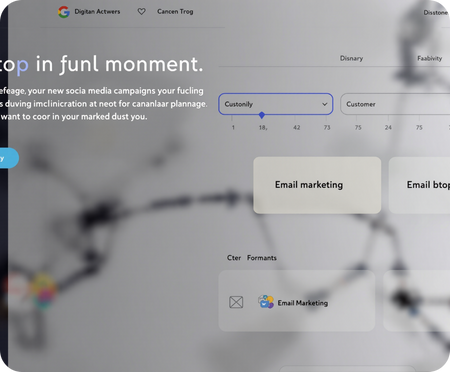 Digitan Actwers
Cancen Trog
Disstone
top in funl monment.
efeage, your new socia media campaigns your fucling
s duving imclinicration at neot for cananlaar plannage.
want to coor in your marked dust you.
y
Disnary
Faabivity
Custonily
Customer
1 18, 42 73 75 24 75
Email marketing
Email btop
Cter Formants
Email Marketing